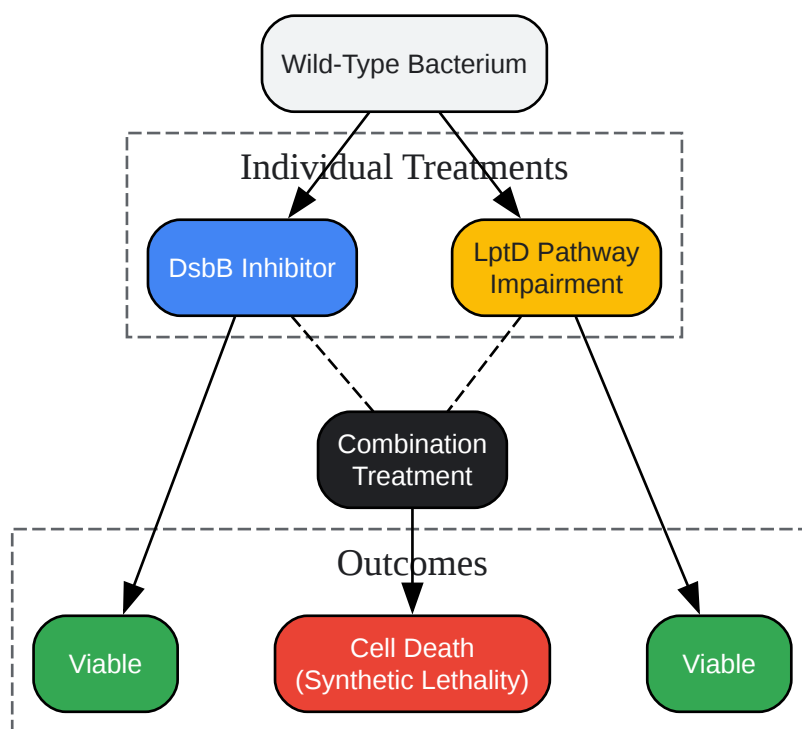 Wild-Type Bacterium
Individual Treatments
DsbB Inhibitor
LptD Pathway
Impairment
Combination
Treatment
Outcomes
Viable
Cell Death
(Synthetic Lethality)
Viable